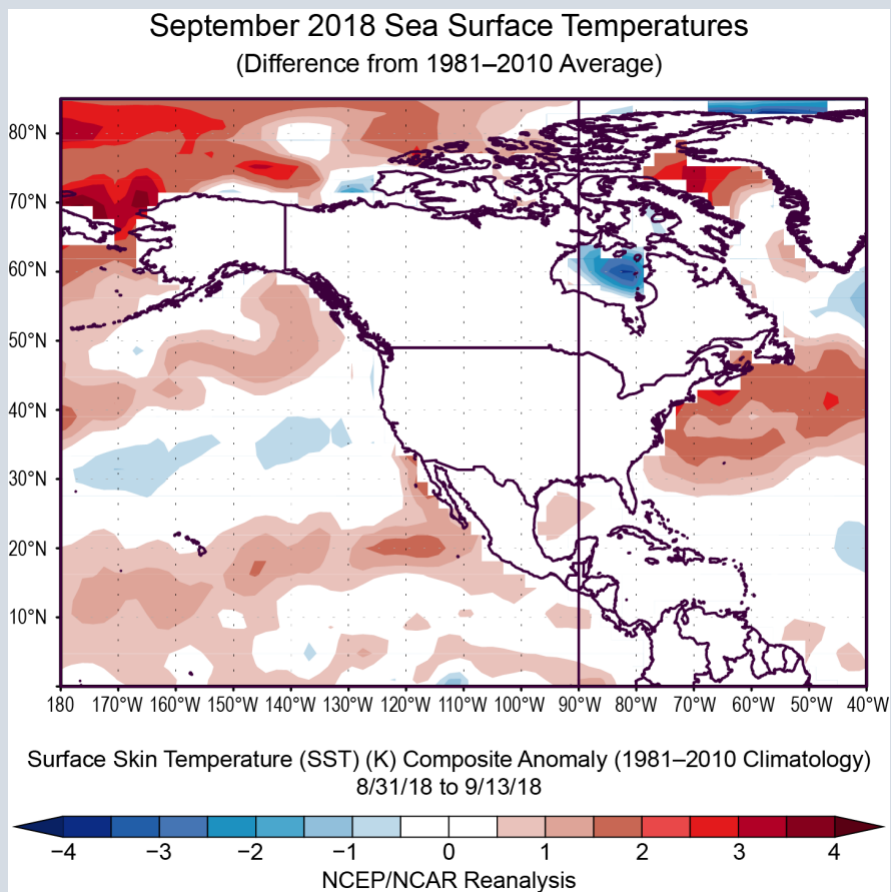 September 2018 Sea Surface Temperatures
(Difference from 1981–2010 Average)
80°N
70°N
60°N
50°N
40°N
30°N
20°N
10°N
180 170°W 160°W 150°W 140°W 130°W 120°W 110°W 100°W 90°W 80°W 70°W 60°W 50°W 40°W
Surface Skin Temperature (SST) (K) Composite Anomaly (1981–2010 Climatology)
8/31/18 to 9/13/18
−4 −3 −2 −1 0 1 2 3 4
NCEP/NCAR Reanalysis